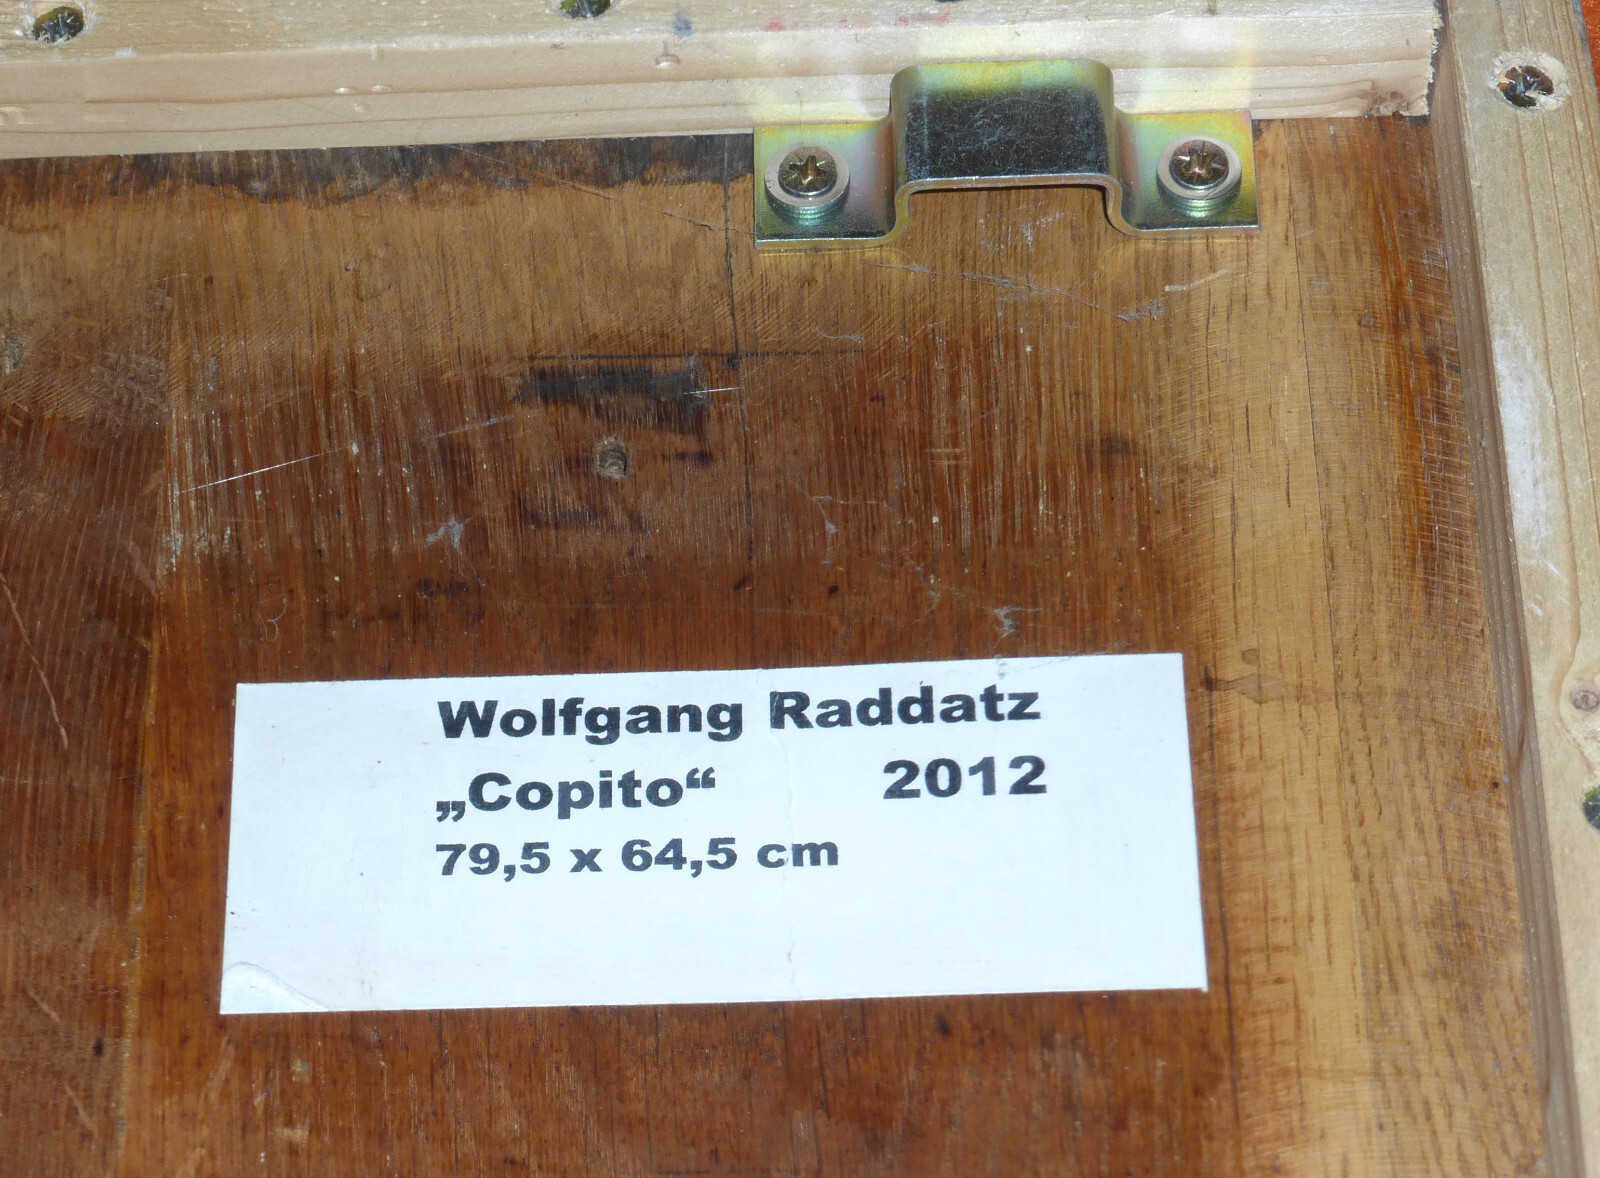 Wolfgang Raddatz
„Copito“ 2012
79,5 x 64,5 cm